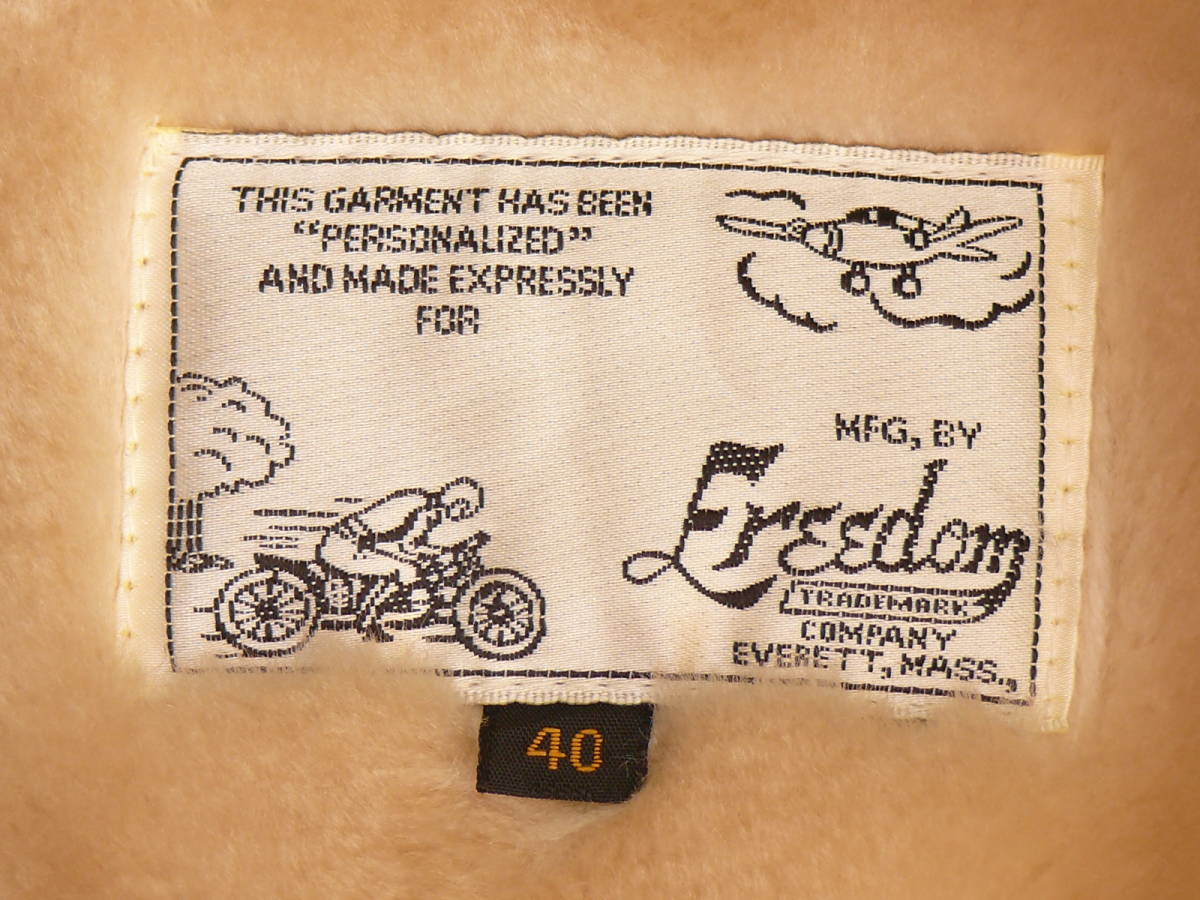 THIS GARMENT HAS BEEN
“PERSONALIZED”
AND MADE EXPRESSLY
FOR
MFG, BY
Freedom
TRADEMARK
COMPANY
EVERETT, MASS.,
40